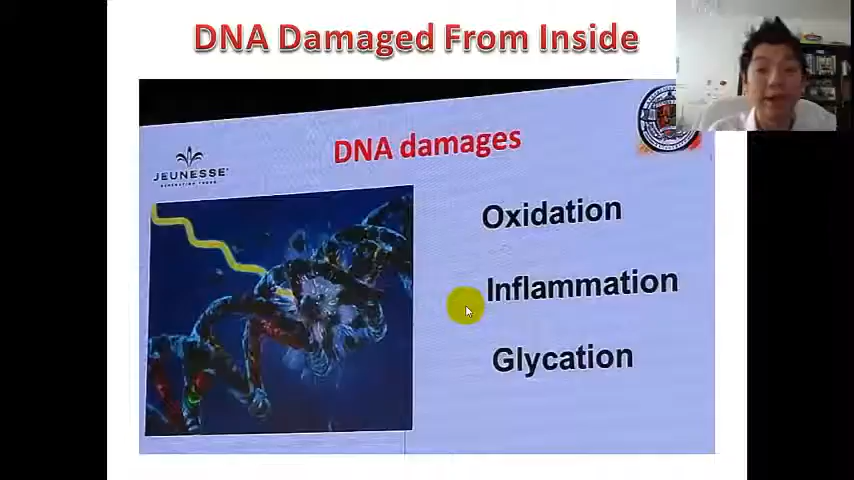 DNA Damaged From Inside
DNA damages
JEUNESSE
Oxidation
Inflammation
Glycation